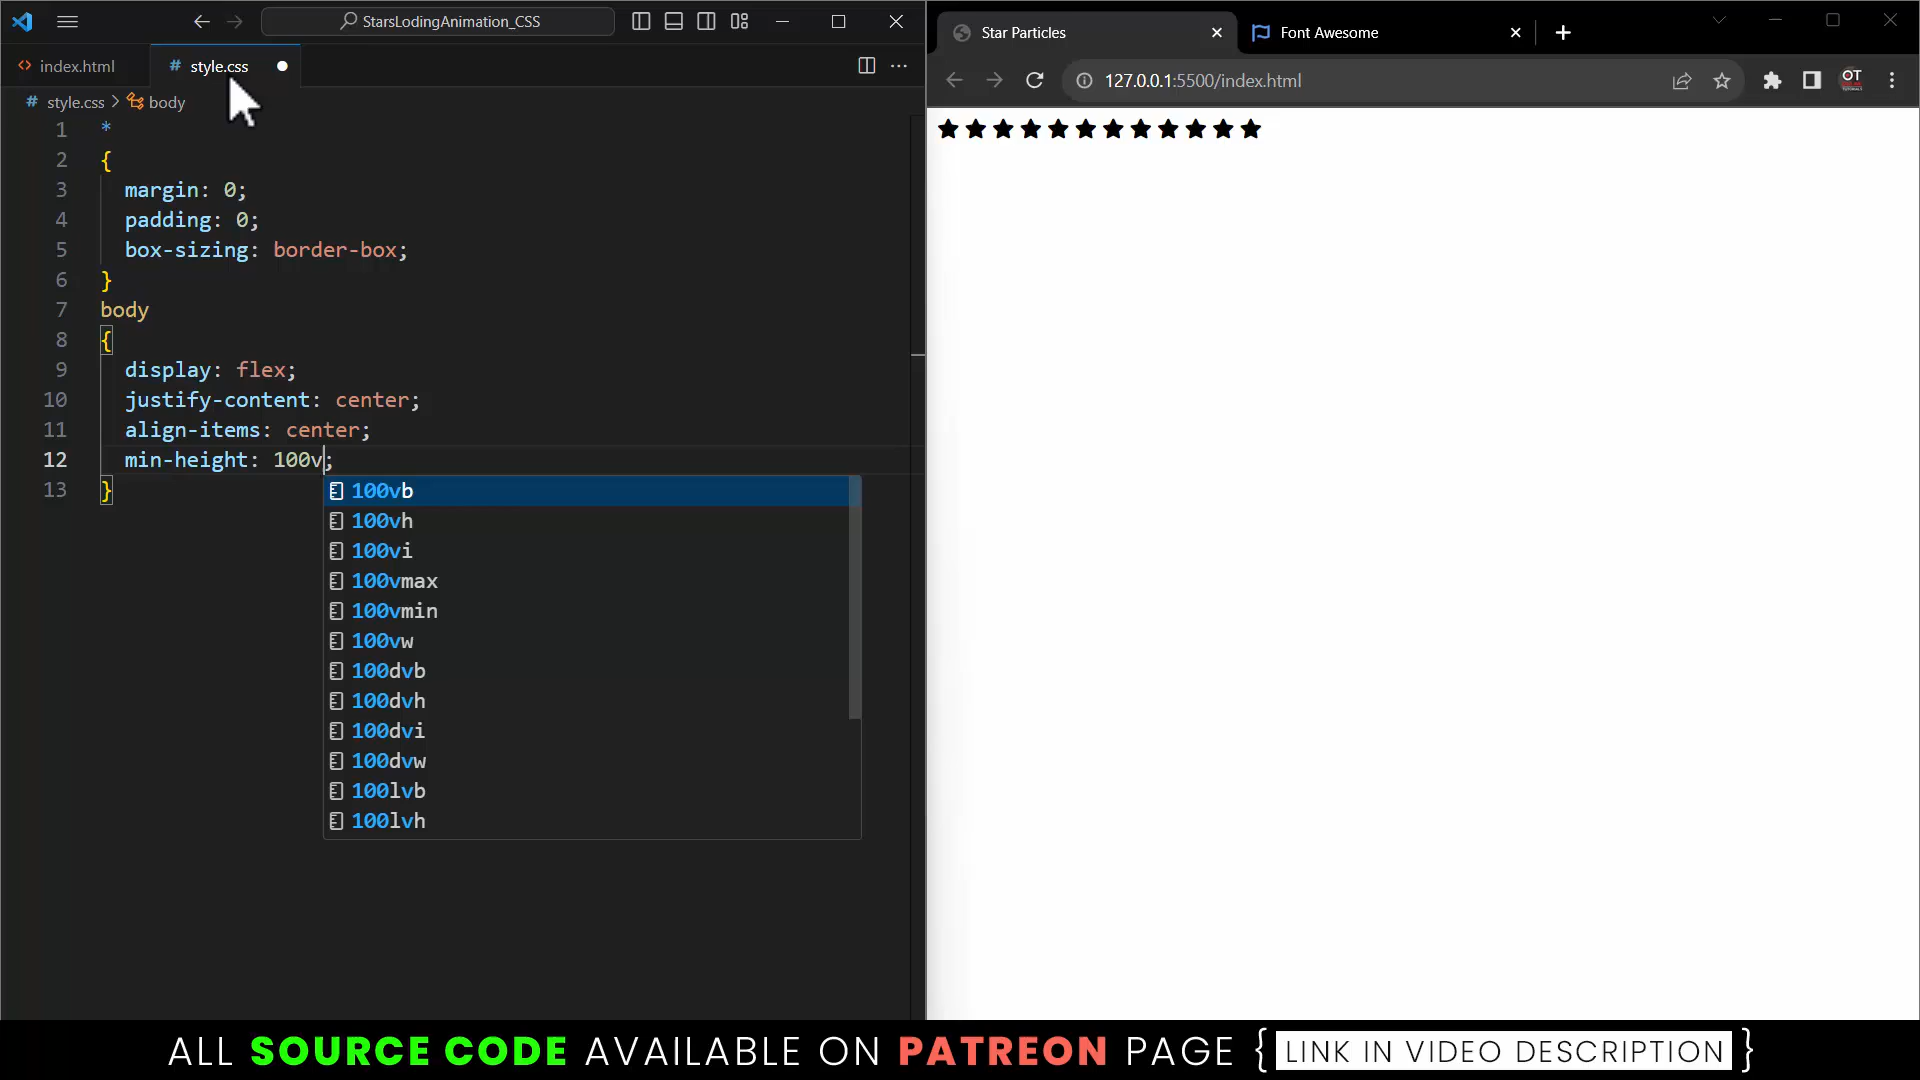 StarsLodingAnimation_CSS
index.html
# style.css
# style.css > body
1 *
2 {
3 margin: 0;
4 padding: 0;
5 box-sizing: border-box;
6 }
7 body
8 {
9 display: flex;
10 justify-content: center;
11 align-items: center;
12 min-height: 100v;
13 }
100vb
100vh
100vi
100vmax
100vmin
100vw
100dvb
100dvh
100dvi
100dvw
100lvb
100lvh
Star Particles
Font Awesome
127.0.0.1:5500/index.html
OT
ALL SOURCE CODE AVAILABLE ON PATREON PAGE { LINK IN VIDEO DESCRIPTION }